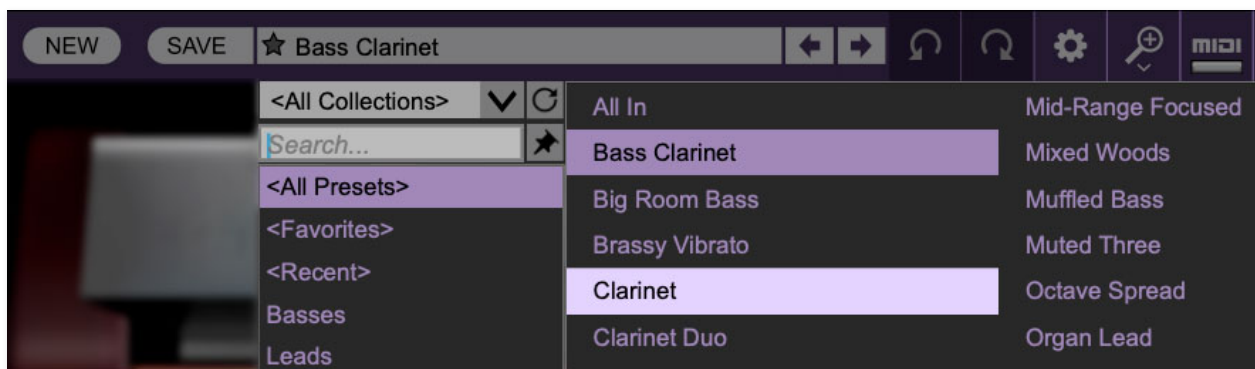 NEW
SAVE
Bass Clarinet
MIDI
<All Collections>
Search...
<All Presets>
<Favorites>
<Recent>
Basses
Leads
All In
Bass Clarinet
Big Room Bass
Brassy Vibrato
Clarinet
Clarinet Duo
Mid-Range Focused
Mixed Woods
Muffled Bass
Muted Three
Octave Spread
Organ Lead